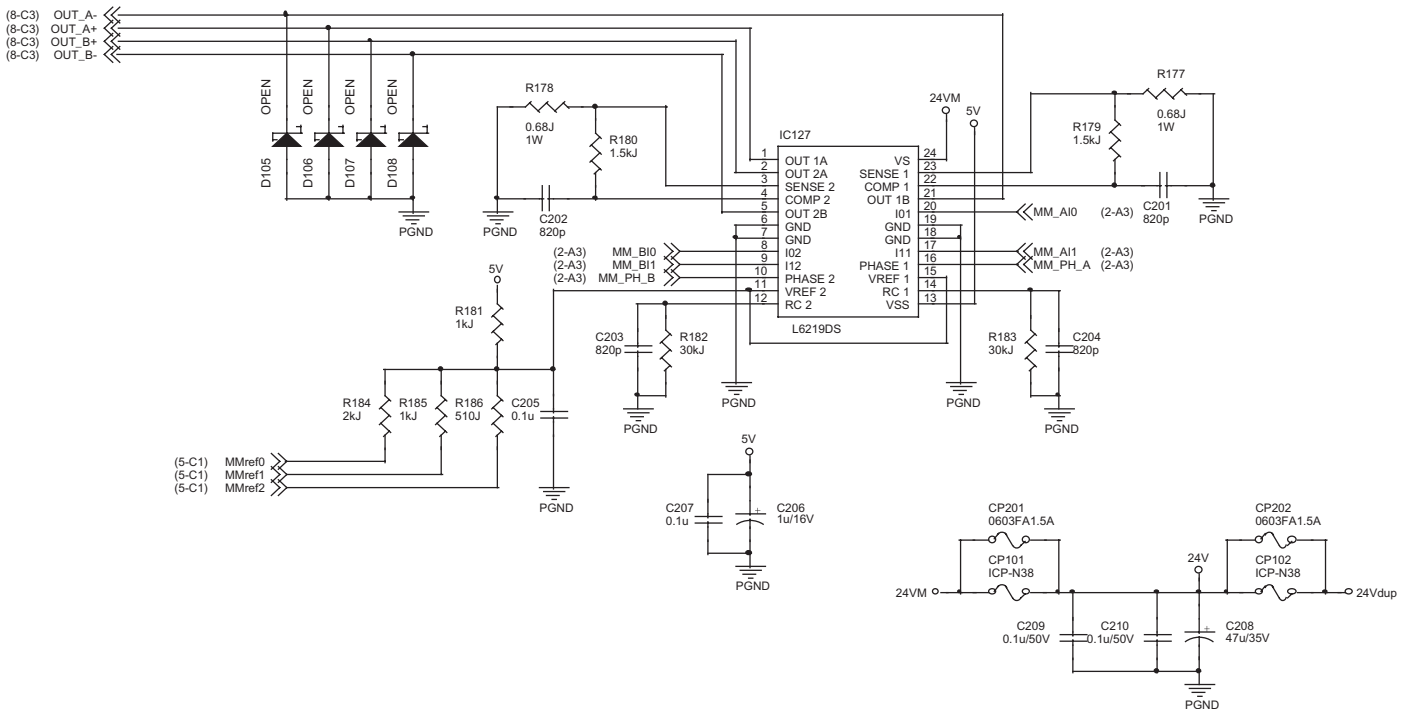 (8-C3) OUT_A-
(8-C3) OUT_A+
(8-C3) OUT_B+
(8-C3) OUT_B-
OPEN
OPEN
OPEN
OPEN
D105
D106
D107
D108
PGND
R178
0.68J
1W
R180
1.5kJ
C202
820p
PGND
IC127
24VM
5V
1 OUT 1A
2 OUT 2A
3 SENSE 2
4 COMP 2
5 OUT 2B
6 GND
7 GND
8 I02
9 I12
10 PHASE 2
11 VREF 2
12 RC 2
VS 24
SENSE 1 23
COMP 1 22
OUT 1B 21
I01 20
GND 19
GND 18
I11 17
PHASE 1 16
VREF 1 15
RC 1 14
VSS 13
L6219DS
R177
0.68J
1W
R179
1.5kJ
C201
820p
PGND
MM_AI0 (2-A3)
MM_AI1 (2-A3)
MM_PH_A (2-A3)
(2-A3) MM_BI0
(2-A3) MM_BI1
(2-A3) MM_PH_B
5V
R181
1kJ
C203
820p
R182
30kJ
PGND
PGND
R183
30kJ
C204
820p
PGND
PGND
R184
2kJ
R185
1kJ
R186
510J
C205
0.1u
(5-C1) MMref0
(5-C1) MMref1
(5-C1) MMref2
PGND
5V
C207
0.1u
+
C206
1u/16V
PGND
CP201
0603FA1.5A
CP101
ICP-N38
24VM
24V
CP202
0603FA1.5A
CP102
ICP-N38
24Vdup
C209
0.1u/50V
C210
0.1u/50V
+
C208
47u/35V
PGND